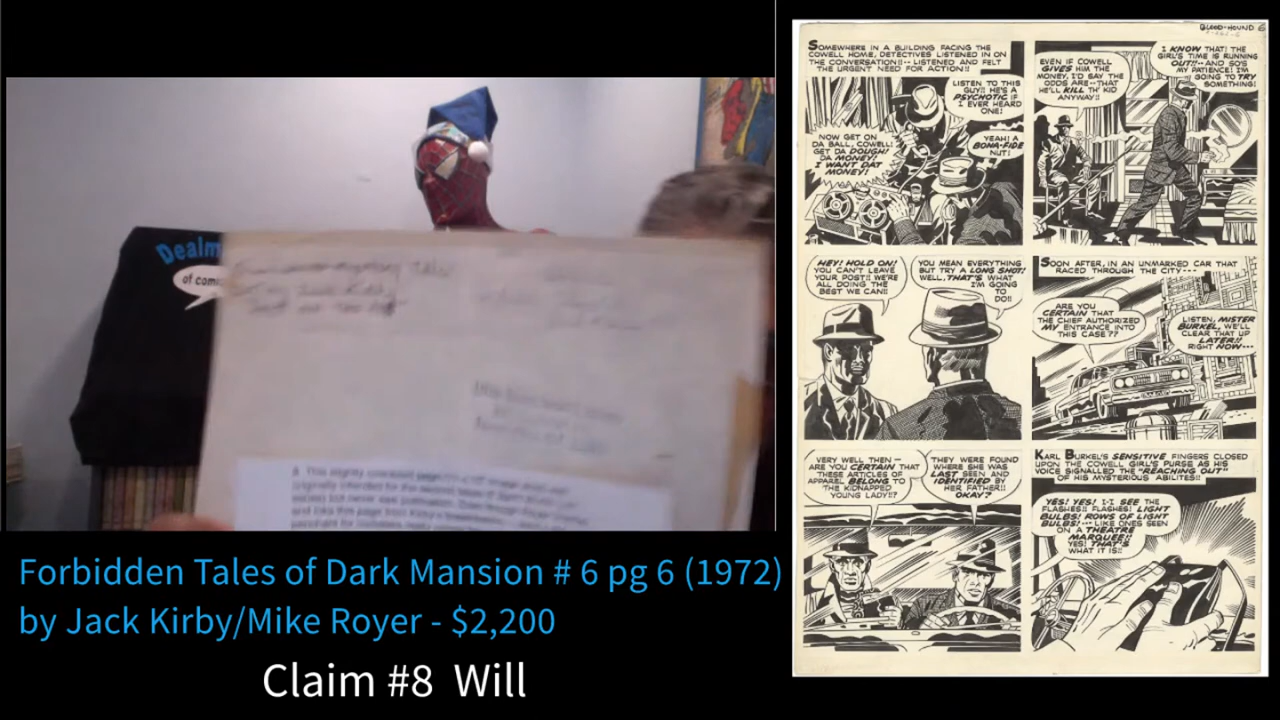 Dealm
of comic
Forbidden Tales of Dark Mansion # 6 pg 6 (1972)
by Jack Kirby/Mike Royer - $2,200
Claim #8 Will
BLOOD-HOUND 6
SOMEWHERE IN A BUILDING FACING THE
COWELL HOME, DETECTIVES LISTENED IN ON
THE CONVERSATION!!-- LISTENED AND FELT
THE URGENT NEED FOR ACTION!!
LISTEN TO THIS
GUY!! HE'S A
PSYCHOTIC IF
I EVER HEARD
ONE!
NOW GET ON
DA BALL, COWELL!
GET DA DOUGH!
DA MONEY!
I WANT DAT
MONEY!
YEAH! A
BONA-FIDE
NUT!
EVEN IF COWELL
GIVES HIM THE
MONEY, I'D SAY THE
ODDS ARE--THAT
HE'LL KILL TH' KID
ANYWAY!!
I KNOW THAT! THE
GIRL'S TIME IS RUNNING
OUT!!--AND SO'S
MY PATIENCE! I'M
GOING TO TRY
SOMETHING!
HEY! HOLD ON!
YOU CAN'T LEAVE
YOUR POST!! WE'RE
ALL DOING THE
BEST WE CAN!!
YOU MEAN EVERYTHING
BUT TRY A LONG SHOT!
WELL, THAT'S WHAT
I'M GOING
TO
DO!!
SOON AFTER, IN AN UNMARKED CAR THAT
RACED THROUGH THE CITY---
ARE YOU
CERTAIN THAT
THE CHIEF AUTHORIZED
MY ENTRANCE INTO
THIS CASE??
LISTEN, MISTER
BURKEL, WE'LL
CLEAR THAT UP
LATER!!
RIGHT NOW---
VERY WELL THEN--
ARE YOU CERTAIN THAT
THESE ARTICLES OF
APPAREL BELONG TO
THE KIDNAPPED
YOUNG LADY!!?
THEY WERE FOUND
WHERE SHE WAS
LAST SEEN AND
IDENTIFIED BY
HER FATHER!!
OKAY?
KARL BURKEL'S SENSITIVE FINGERS CLOSED
UPON THE COWELL GIRL'S PURSE AS HIS
VOICE SIGNALLED THE "REACHING OUT"
OF HIS MYSTERIOUS ABILITES!!
YES! YES! I-I SEE THE
FLASHES!! FLASHES! LIGHT
BULBS! ROWS OF LIGHT
BULBS!--- LIKE ONES SEEN
ON A THEATRE
MARQUEE!!
YES! THAT'S
WHAT IT IS!!